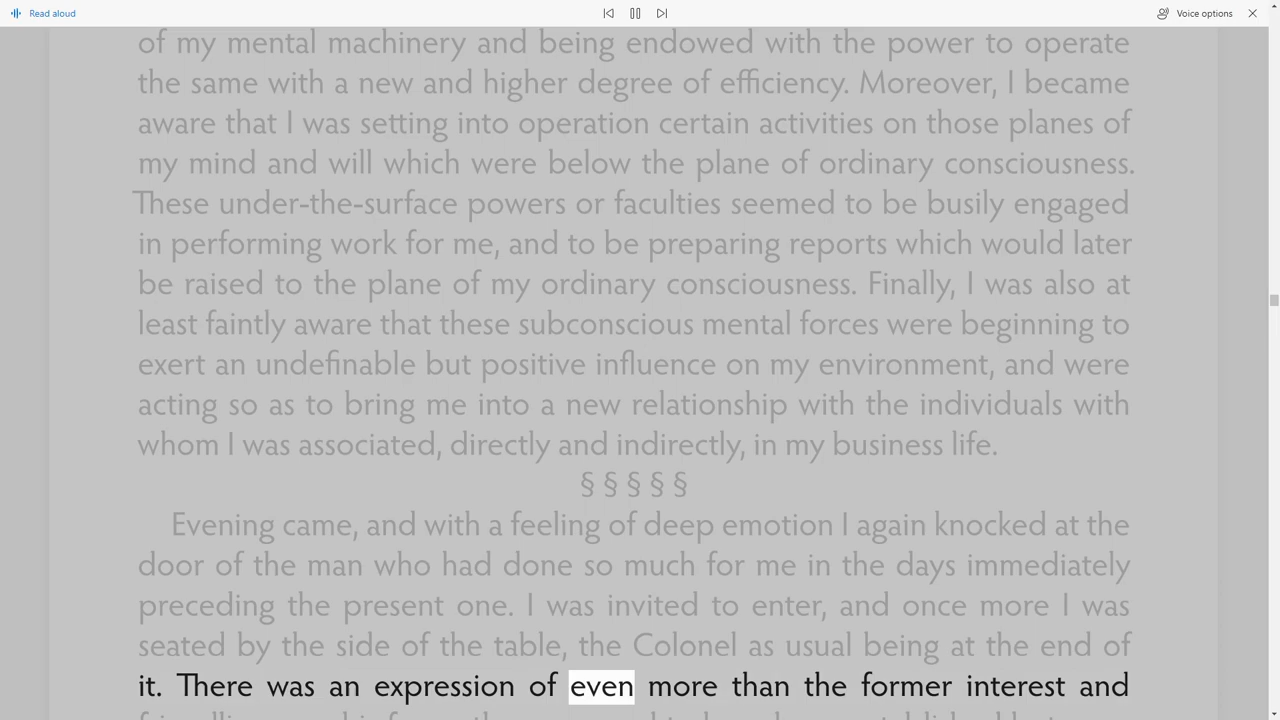 Read aloud
Voice options
of my mental machinery and being endowed with the power to operate
the same with a new and higher degree of efficiency. Moreover, I became
aware that I was setting into operation certain activities on those planes of
my mind and will which were below the plane of ordinary consciousness.
These under-the-surface powers or faculties seemed to be busily engaged
in performing work for me, and to be preparing reports which would later
be raised to the plane of my ordinary consciousness. Finally, I was also at
least faintly aware that these subconscious mental forces were beginning to
exert an undefinable but positive influence on my environment, and were
acting so as to bring me into a new relationship with the individuals with
whom I was associated, directly and indirectly, in my business life.
§ § § § §
Evening came, and with a feeling of deep emotion I again knocked at the
door of the man who had done so much for me in the days immediately
preceding the present one. I was invited to enter, and once more I was
seated by the side of the table, the Colonel as usual being at the end of
it. There was an expression of even more than the former interest and